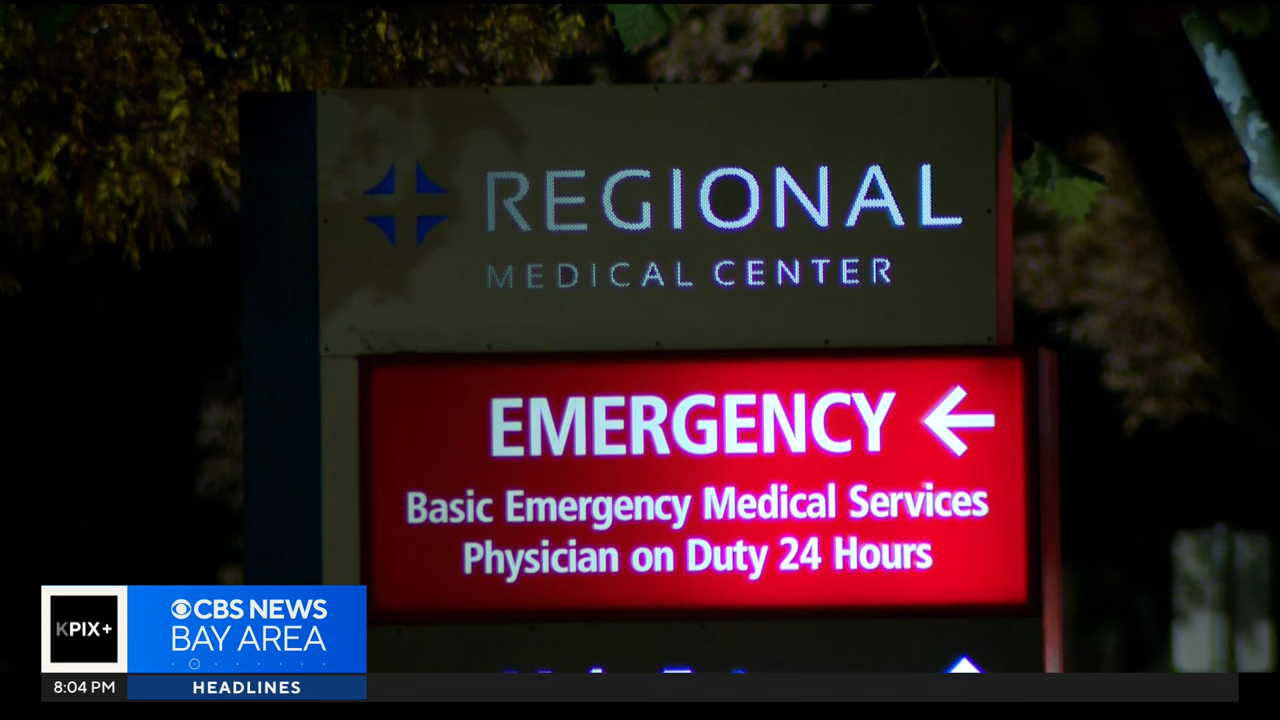 REGIONAL
MEDICAL CENTER
EMERGENCY
Basic Emergency Medical Services
Physician on Duty 24 Hours
KPIX+
CBS NEWS
BAY AREA
8:04 PM
HEADLINES